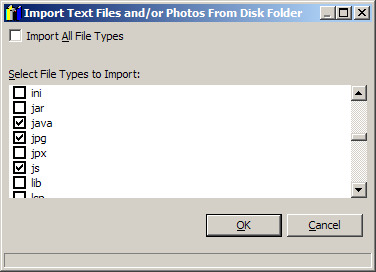 Import Text Files and/or Photos From Disk Folder
Import All File Types
Select File Types to Import:
ini
jar
java
jpg
jpx
js
lib
OK
Cancel